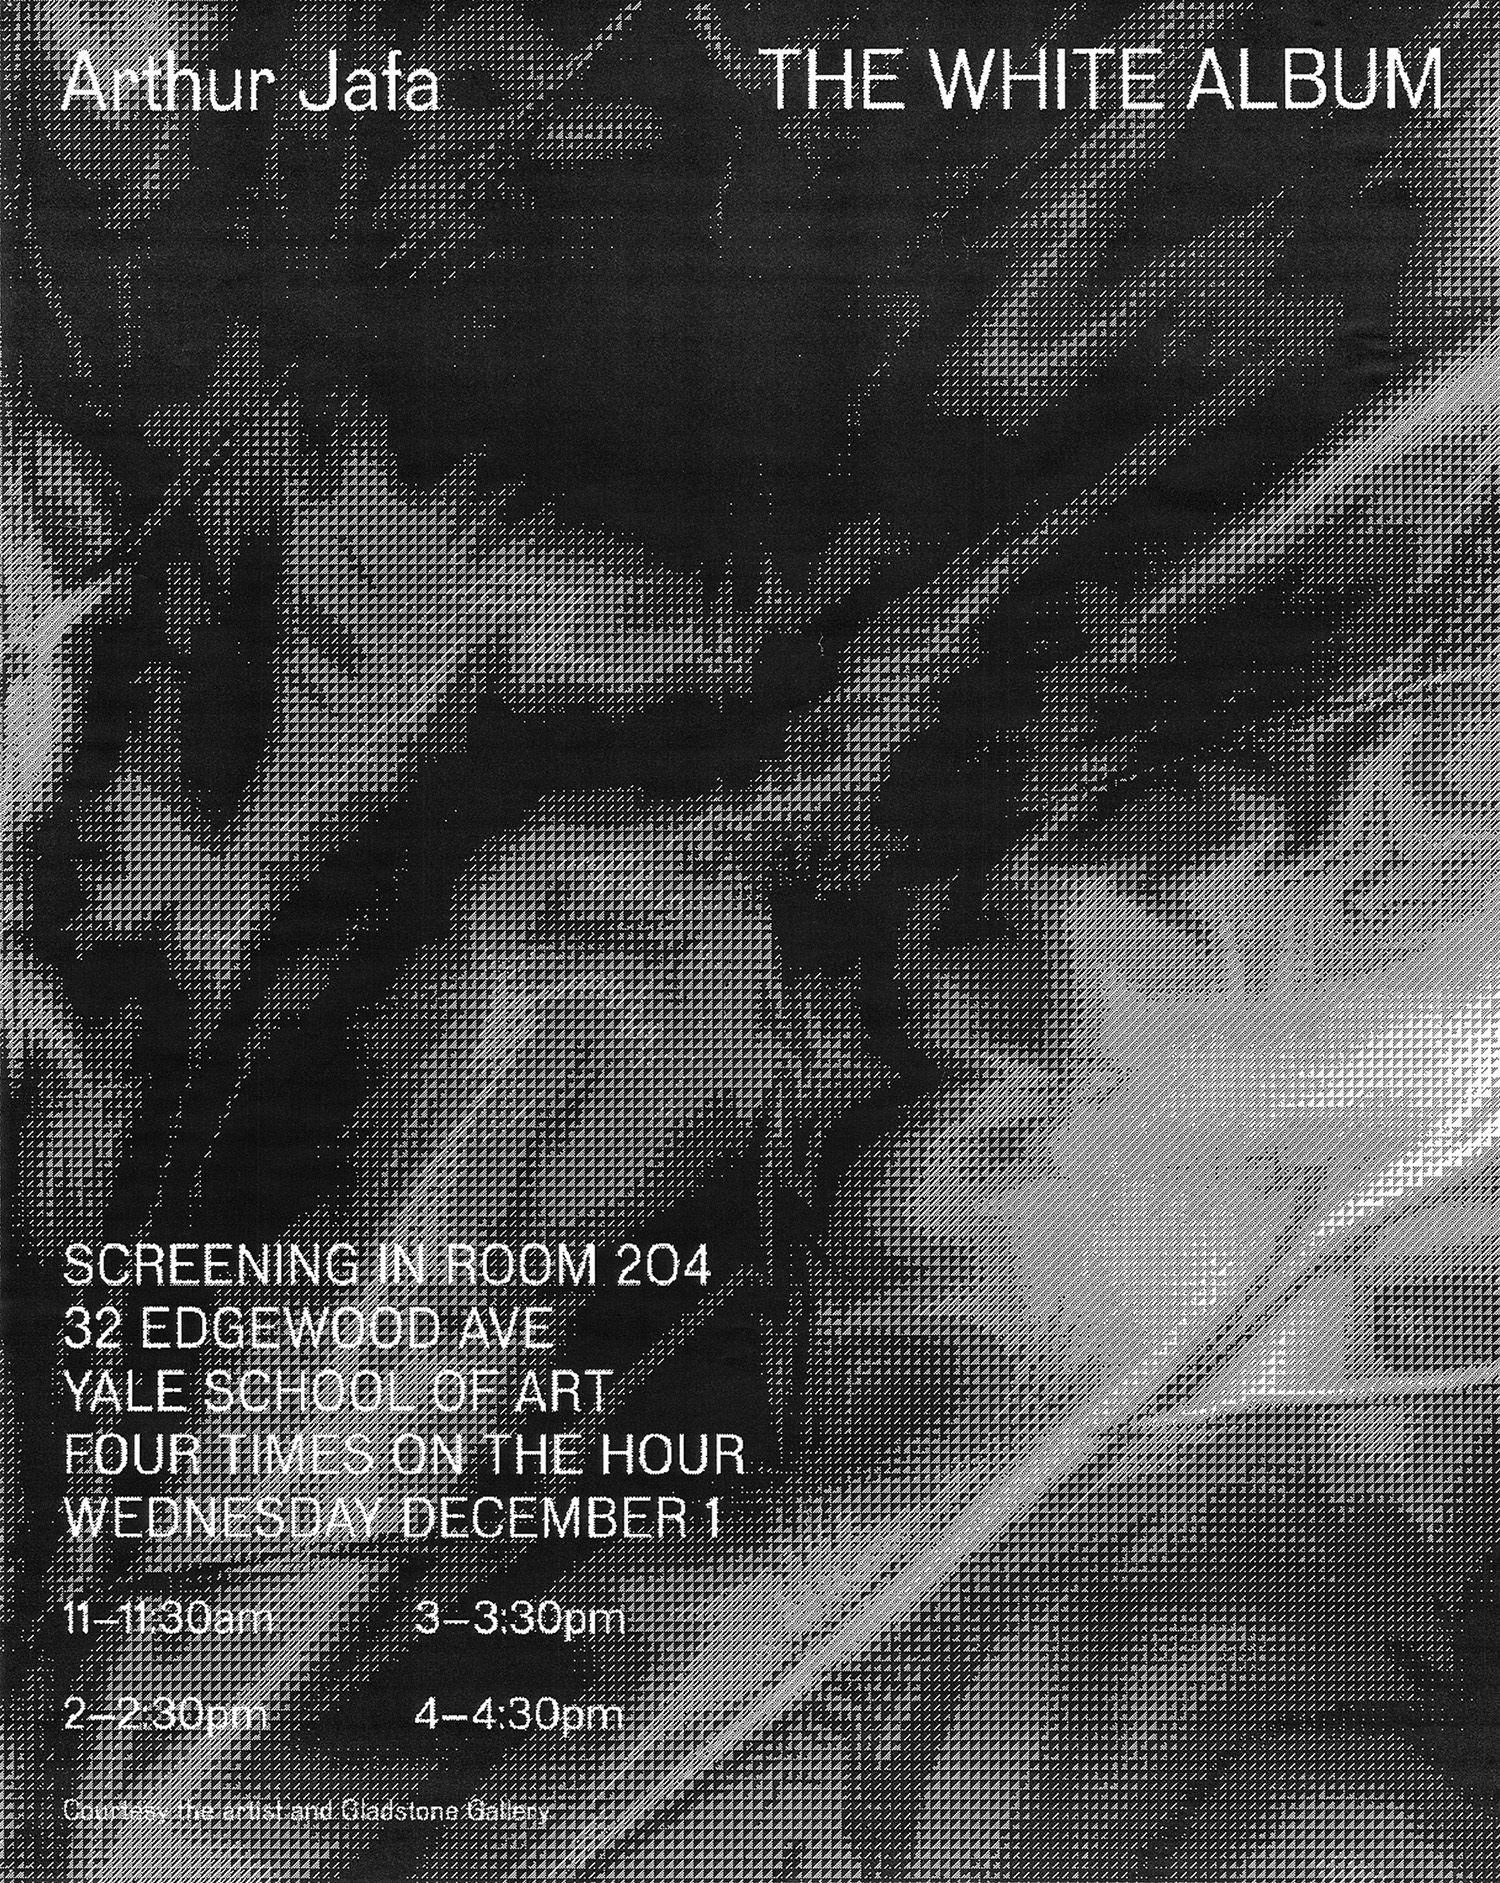 Arthur Jafa THE WHITE ALBUM
SCREENING IN ROOM 204
32 EDGEWOOD AVE
YALE SCHOOL OF ART
FOUR TIMES ON THE HOUR
WEDNESDAY DECEMBER 1
11–11:30am 3–3:30pm
2–2:30pm 4–4:30pm
Courtesy the artist and Gladstone Gallery